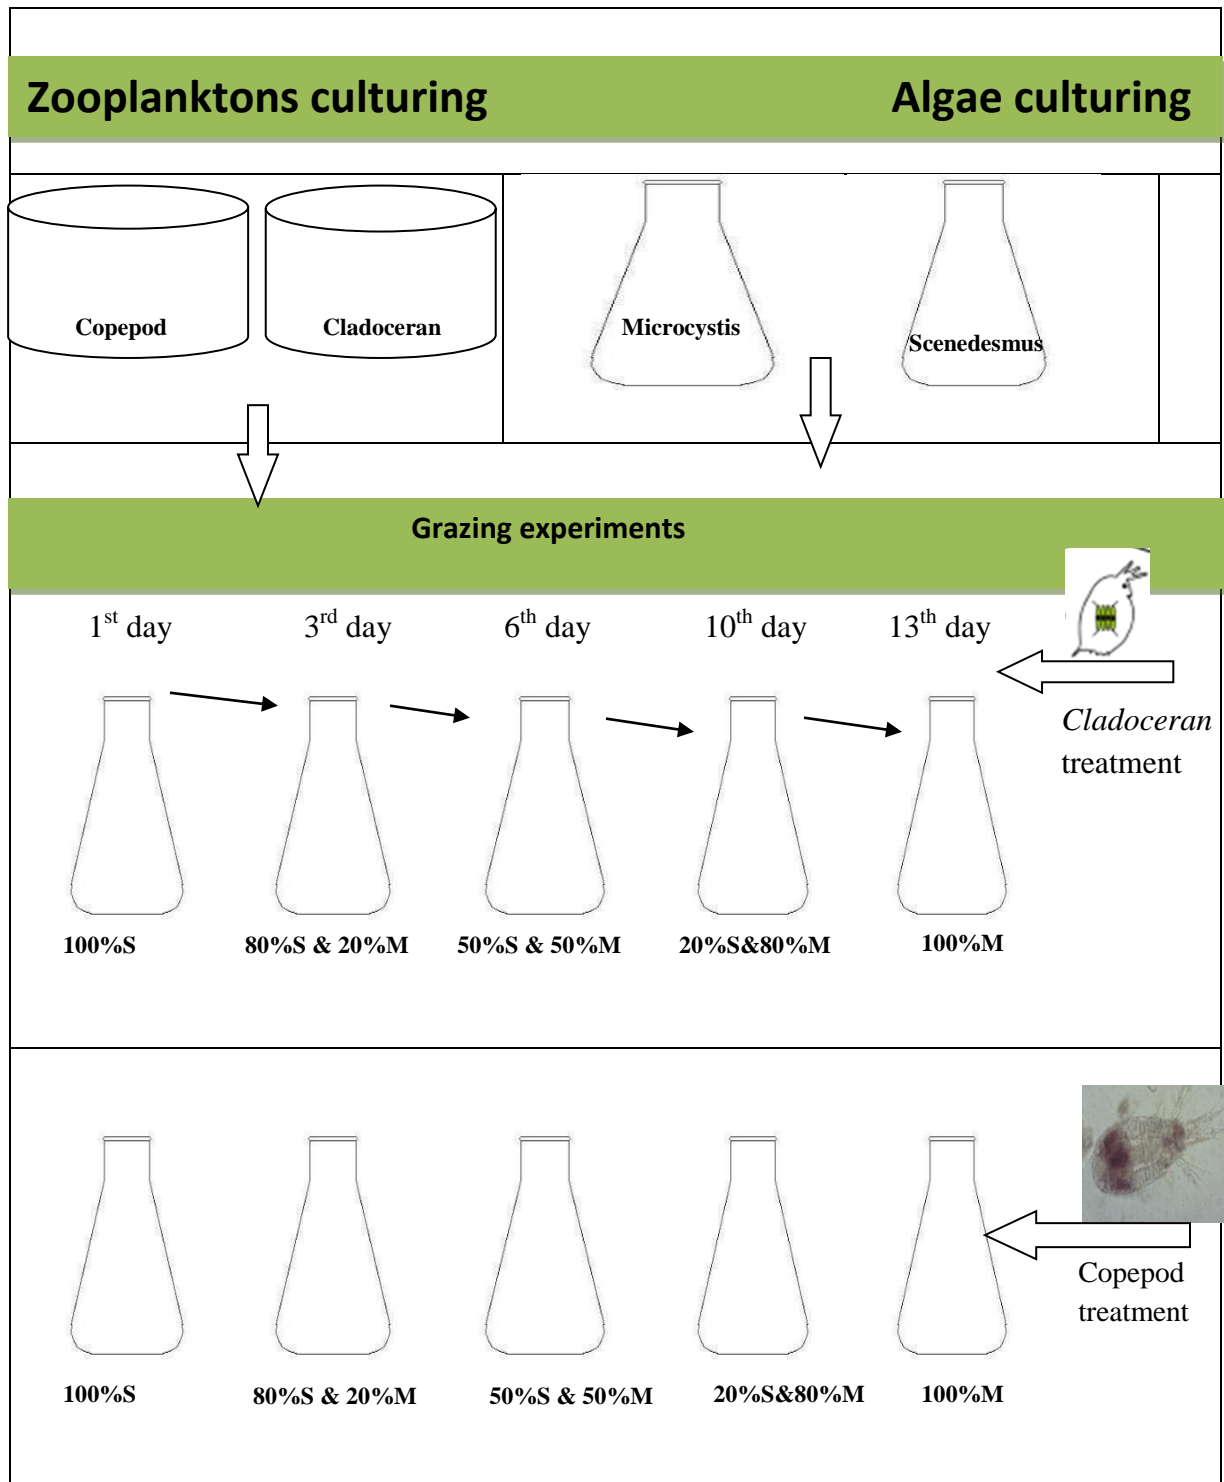 Zooplanktons culturing Algae culturing
Copepod Cladoceran Microcystis Scenedesmus
Grazing experiments
1st day 3rd day 6th day 10th day 13th day
Cladoceran
treatment
100%S 80%S & 20%M 50%S & 50%M 20%S&80%M 100%M
Copepod
treatment
100%S 80%S & 20%M 50%S & 50%M 20%S&80%M 100%M